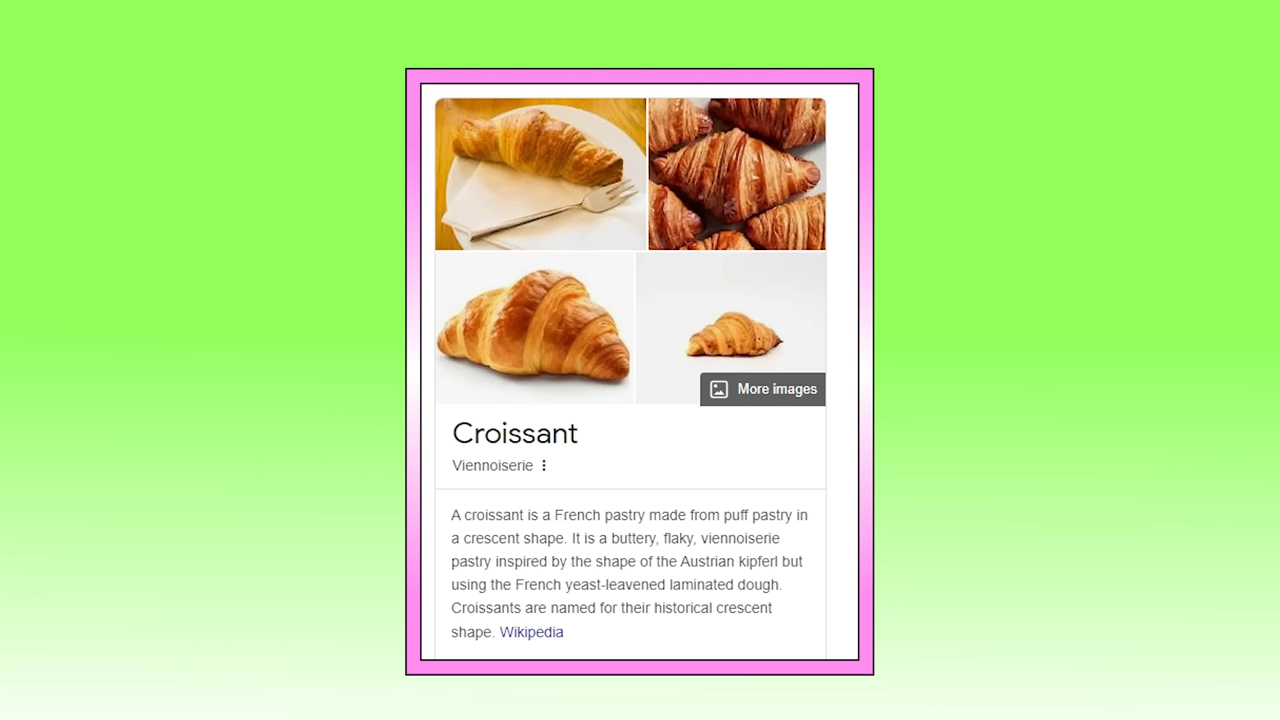 More images
Croissant
Viennoiserie
A croissant is a French pastry made from puff pastry in
a crescent shape. It is a buttery, flaky, viennoiserie
pastry inspired by the shape of the Austrian kipferl but
using the French yeast-leavened laminated dough.
Croissants are named for their historical crescent
shape. Wikipedia